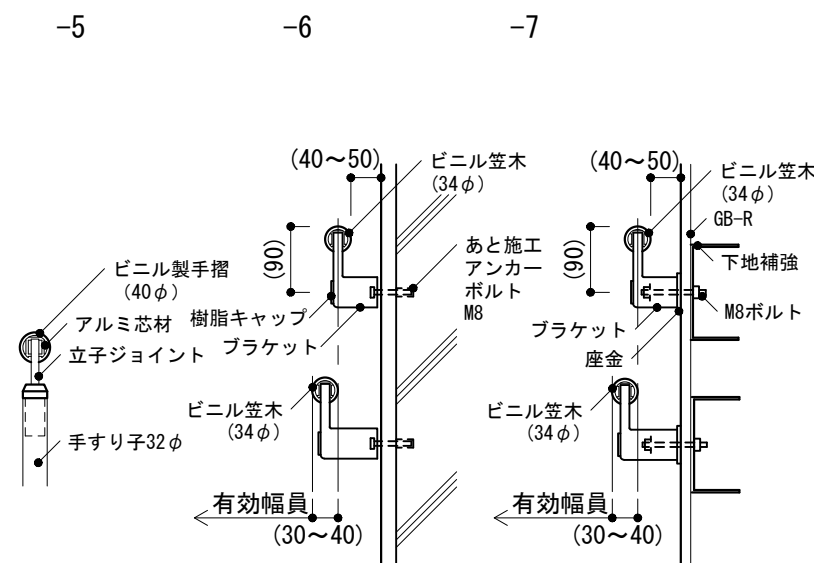 -5
-6
-7
ビニル製手摺
(40φ)
アルミ芯材
立子ジョイント
手すり子32φ
(40～50)
ビニル笠木
(34φ)
(90)
あと施工
アンカー
ボルト
M8
樹脂キャップ
ブラケット
ビニル笠木
(34φ)
有効幅員
(30～40)
(40～50)
ビニル笠木
(34φ)
GB-R
(90)
下地補強
M8ボルト
ブラケット
座金
ビニル笠木
(34φ)
有効幅員
(30～40)